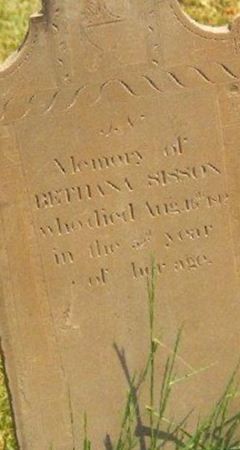 In
Memory of
BETHANA SISSON
who died Aug.
in the year
of her age.